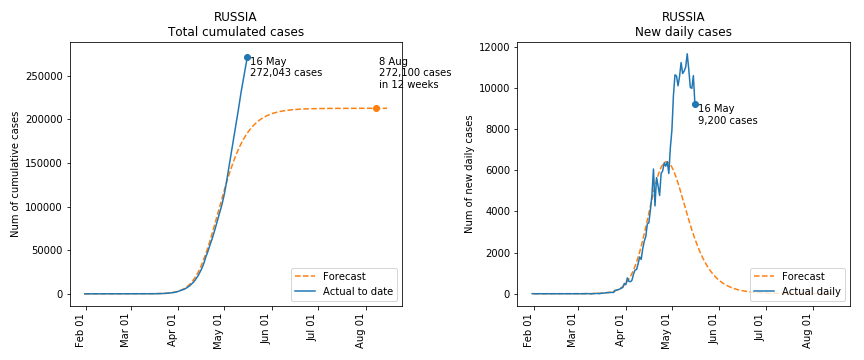 RUSSIA
Total cumulated cases
Num of cumulative cases
250000
200000
150000
100000
50000
0
16 May
272,043 cases
8 Aug
272,100 cases
in 12 weeks
Forecast
Actual to date
Feb 01
Mar 01
Apr 01
May 01
Jun 01
Jul 01
Aug 01
RUSSIA
New daily cases
Num of new daily cases
12000
10000
8000
6000
4000
2000
0
16 May
9,200 cases
Forecast
Actual daily
Feb 01
Mar 01
Apr 01
May 01
Jun 01
Jul 01
Aug 01